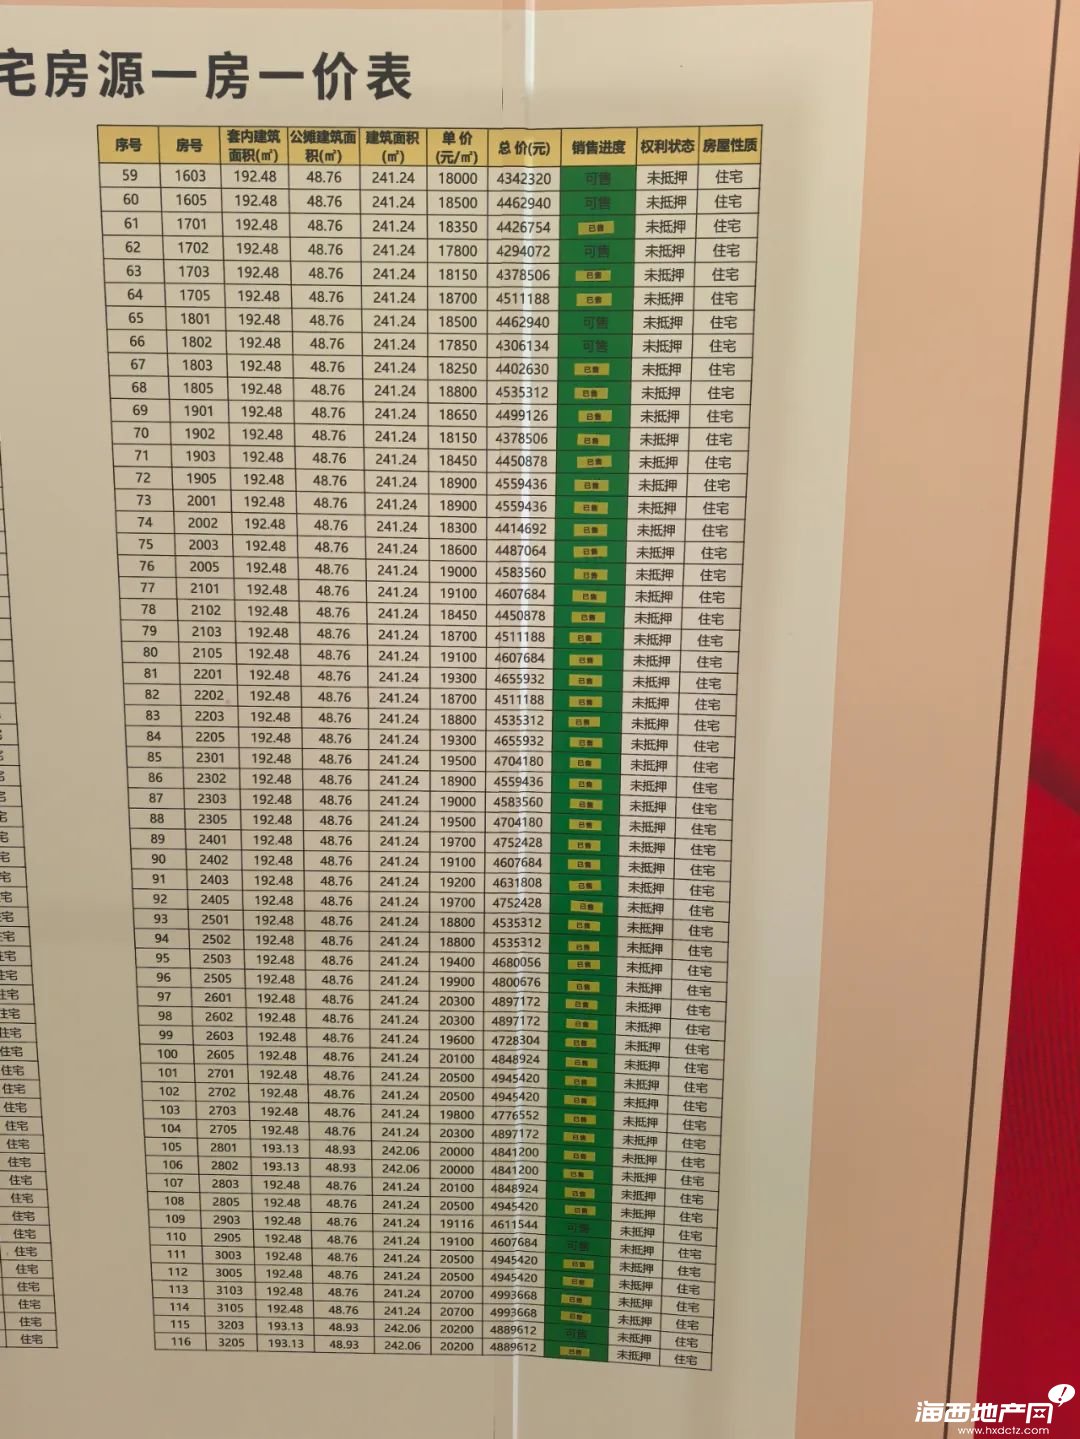 宅房源一房一价表
序号 房号 套内建筑面积(㎡) 公摊建筑面积(㎡) 建筑面积(㎡) 单价(元/㎡) 总价(元) 销售进度 权利状态 房屋性质
59 1603 192.48 48.76 241.24 18000 4342320 可售 未抵押 住宅
60 1605 192.48 48.76 241.24 18500 4462940 可售 未抵押 住宅
61 1701 192.48 48.76 241.24 18350 4426754 已售 未抵押 住宅
62 1702 192.48 48.76 241.24 17800 4294072 可售 未抵押 住宅
63 1703 192.48 48.76 241.24 18150 4378506 已售 未抵押 住宅
64 1705 192.48 48.76 241.24 18700 4511188 已售 未抵押 住宅
65 1801 192.48 48.76 241.24 18500 4462940 可售 未抵押 住宅
66 1802 192.48 48.76 241.24 17850 4306134 可售 未抵押 住宅
67 1803 192.48 48.76 241.24 18250 4402630 已售 未抵押 住宅
68 1805 192.48 48.76 241.24 18800 4535312 已售 未抵押 住宅
69 1901 192.48 48.76 241.24 18650 4499126 已售 未抵押 住宅
70 1902 192.48 48.76 241.24 18150 4378506 已售 未抵押 住宅
71 1903 192.48 48.76 241.24 18450 4450878 已售 未抵押 住宅
72 1905 192.48 48.76 241.24 18900 4559436 已售 未抵押 住宅
73 2001 192.48 48.76 241.24 18900 4559436 已售 未抵押 住宅
74 2002 192.48 48.76 241.24 18300 4414692 已售 未抵押 住宅
75 2003 192.48 48.76 241.24 18600 4487064 已售 未抵押 住宅
76 2005 192.48 48.76 241.24 19000 4583560 已售 未抵押 住宅
77 2101 192.48 48.76 241.24 19100 4607684 已售 未抵押 住宅
78 2102 192.48 48.76 241.24 18450 4450878 已售 未抵押 住宅
79 2103 192.48 48.76 241.24 18700 4511188 已售 未抵押 住宅
80 2105 192.48 48.76 241.24 19100 4607684 已售 未抵押 住宅
81 2201 192.48 48.76 241.24 19300 4655932 已售 未抵押 住宅
82 2202 192.48 48.76 241.24 18700 4511188 已售 未抵押 住宅
83 2203 192.48 48.76 241.24 18800 4535312 已售 未抵押 住宅
84 2205 192.48 48.76 241.24 19300 4655932 已售 未抵押 住宅
85 2301 192.48 48.76 241.24 19500 4704180 已售 未抵押 住宅
86 2302 192.48 48.76 241.24 18900 4559436 已售 未抵押 住宅
87 2303 192.48 48.76 241.24 19000 4583560 已售 未抵押 住宅
88 2305 192.48 48.76 241.24 19500 4704180 已售 未抵押 住宅
89 2401 192.48 48.76 241.24 19700 4752428 已售 未抵押 住宅
90 2402 192.48 48.76 241.24 19100 4607684 已售 未抵押 住宅
91 2403 192.48 48.76 241.24 19200 4631808 已售 未抵押 住宅
92 2405 192.48 48.76 241.24 19700 4752428 已售 未抵押 住宅
93 2501 192.48 48.76 241.24 18800 4535312 已售 未抵押 住宅
94 2502 192.48 48.76 241.24 18800 4535312 已售 未抵押 住宅
95 2503 192.48 48.76 241.24 19400 4680056 已售 未抵押 住宅
96 2505 192.48 48.76 241.24 19900 4800676 已售 未抵押 住宅
97 2601 192.48 48.76 241.24 20300 4897172 已售 未抵押 住宅
98 2602 192.48 48.76 241.24 20300 4897172 已售 未抵押 住宅
99 2603 192.48 48.76 241.24 19600 4728304 已售 未抵押 住宅
100 2605 192.48 48.76 241.24 20100 4848924 已售 未抵押 住宅
101 2701 192.48 48.76 241.24 20500 4945420 已售 未抵押 住宅
102 2702 192.48 48.76 241.24 20500 4945420 已售 未抵押 住宅
103 2703 192.48 48.76 241.24 19800 4776552 已售 未抵押 住宅
104 2705 192.48 48.76 241.24 20300 4897172 已售 未抵押 住宅
105 2801 193.13 48.93 242.06 20000 4841200 已售 未抵押 住宅
106 2802 193.13 48.93 242.06 20000 4841200 已售 未抵押 住宅
107 2803 192.48 48.76 241.24 20100 4848924 已售 未抵押 住宅
108 2805 192.48 48.76 241.24 20500 4945420 已售 未抵押 住宅
109 2903 192.48 48.76 241.24 19116 4611544 可售 未抵押 住宅
110 2905 192.48 48.76 241.24 19100 4607684 可售 未抵押 住宅
111 3003 192.48 48.76 241.24 20500 4945420 已售 未抵押 住宅
112 3005 192.48 48.76 241.24 20500 4945420 已售 未抵押 住宅
113 3103 192.48 48.76 241.24 20700 4993668 已售 未抵押 住宅
114 3105 192.48 48.76 241.24 20700 4993668 已售 未抵押 住宅
115 3203 193.13 48.93 242.06 20200 4889612 可售 未抵押 住宅
116 3205 193.13 48.93 242.06 20200 4889612 已售 未抵押 住宅
海西地产网
www.hxdctz.com